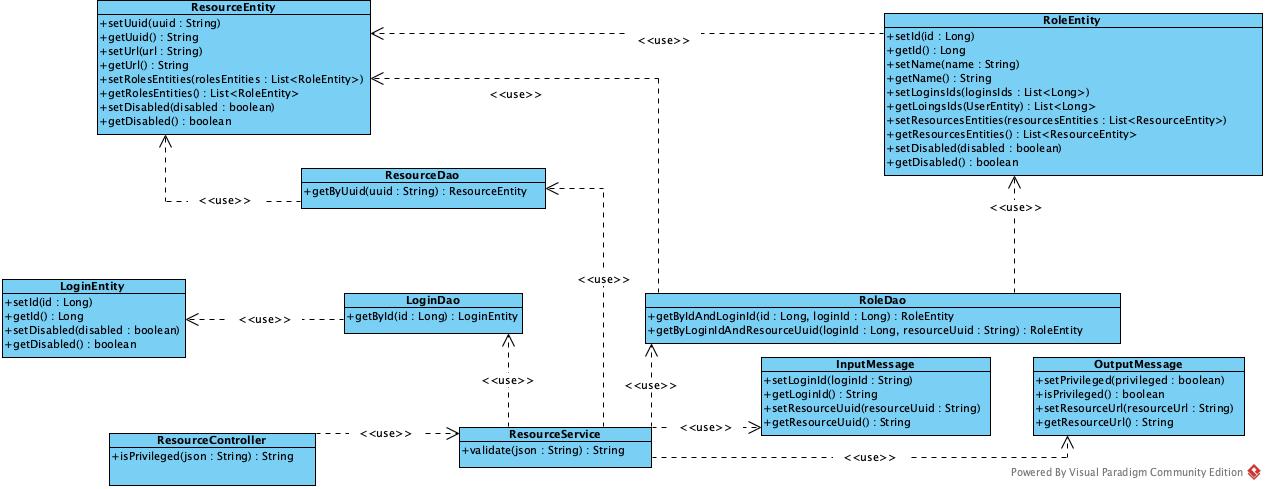 ResourceEntity
+setUuid(uuid : String)
+getUuid() : String
+setUrl(url : String)
+getUrl() : String
+setRolesEntities(rolesEntities : List<RoleEntity>)
+getRolesEntities() : List<RoleEntity>
+setDisabled(disabled : boolean)
+getDisabled() : boolean
RoleEntity
+setId(id : Long)
+getId() : Long
+setName(name : String)
+getName() : String
+setLoginsIds(loginsIds : List<Long>)
+getLoingsIds(UserEntity) : List<Long>
+setResourcesEntities(resourcesEntities : List<ResourceEntity>)
+getResourcesEntities() : List<ResourceEntity>
+setDisabled(disabled : boolean)
+getDisabled() : boolean
<<use>>
<<use>>
ResourceDao
+getByUuid(uuid : String) : ResourceEntity
<<use>>
<<use>>
<<use>>
LoginEntity
+setId(id : Long)
+getId() : Long
+setDisabled(disabled : boolean)
+getDisabled() : boolean
<<use>>
LoginDao
+getById(id : Long) : LoginEntity
RoleDao
+getByIdAndLoginId(id : Long, loginId : Long) : RoleEntity
+getByLoginIdAndResourceUuid(loginId : Long, resourceUuid : String) : RoleEntity
<<use>>
<<use>>
InputMessage
+setLoginId(loginId : String)
+getLoginId() : String
+setResourceUuid(resourceUuid : String)
+getResourceUuid() : String
OutputMessage
+setPrivileged(privileged : boolean)
+isPrivileged() : boolean
+setResourceUrl(resourceUrl : String)
+getResourceUrl() : String
ResourceController
+isPrivileged(json : String) : String
<<use>>
ResourceService
+validate(json : String) : String
<<use>>
<<use>>
Powered By Visual Paradigm Community Edition